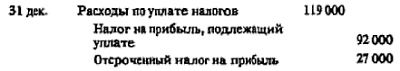 31 дек. Расходы по уплате налогов 119 000
Налог на прибыль, подлежащий
уплате 92 000
Отсроченный налог на прибыль 27 000